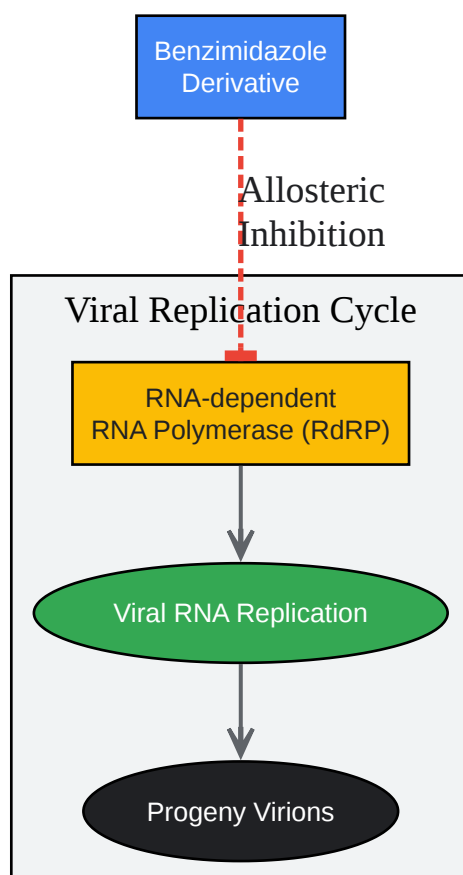 Benzimidazole
Derivative
Allosteric
Inhibition
Viral Replication Cycle
RNA-dependent
RNA Polymerase (RdRP)
Viral RNA Replication
Progeny Virions